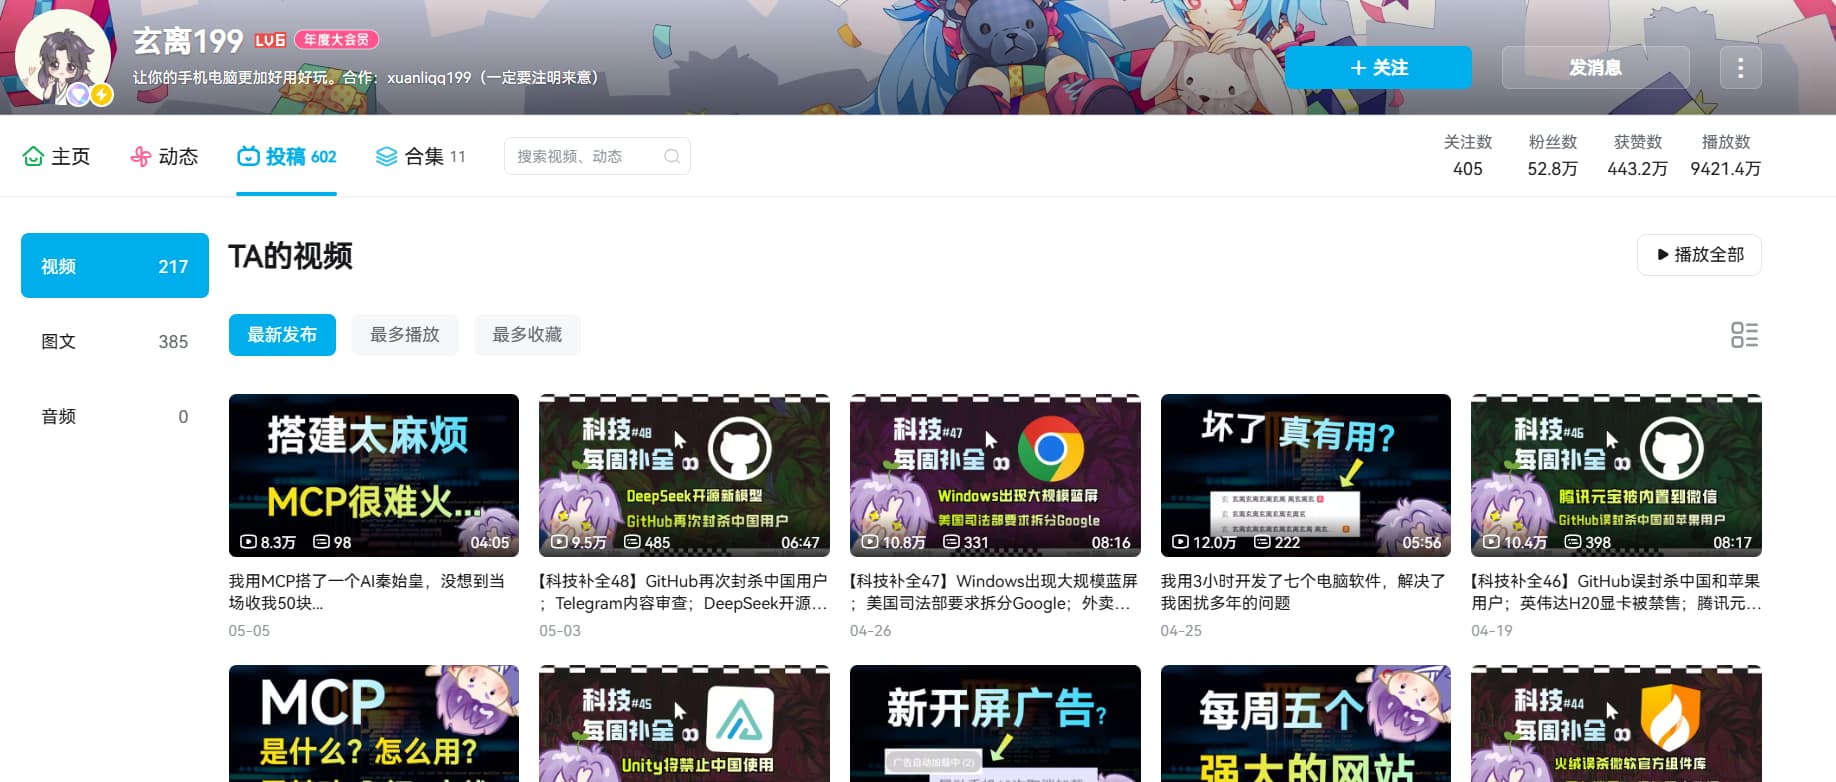 玄离199 LV6 年度大会员
让你的手机电脑更加好用好玩。合作：xuanliqq199（一定要注明来意）
+ 关注
发消息
主页
动态
投稿 602
合集 11
搜索视频、动态
关注数 粉丝数 获赞数 播放数
405 52.8万 443.2万 9421.4万
视频 217
图文 385
音频 0
TA的视频
播放全部
最新发布 最多播放 最多收藏
搭建太麻烦
MCP很难火...
8.3万 98 04:05
我用MCP搭了一个AI秦始皇，没想到当
场收我50块...
05-05
科技#48
每周补全
DeepSeek开源新模型
GitHub再次封杀中国用户
9.5万 485 06:47
【科技补全48】GitHub再次封杀中国用户
；Telegram内容审查；DeepSeek开源...
05-03
科技#47
每周补全
Windows出现大规模蓝屏
美国司法部要求拆分Google
10.8万 331 08:16
【科技补全47】Windows出现大规模蓝屏
；美国司法部要求拆分Google；外卖...
04-26
坏了 真有用?
12.0万 222 05:56
我用3小时开发了七个电脑软件，解决了
我困扰多年的问题
04-25
科技#46
每周补全
腾讯元宝被内置到微信
GitHub误封杀中国和苹果用户
10.4万 398 08:17
【科技补全46】GitHub误封杀中国和苹果
用户；英伟达H20显卡被禁售；腾讯元...
04-19
MCP
是什么？怎么用？
科技#45
每周补全
Unity将禁止中国使用
新开屏广告?
广告自动加载中 (2)
每周五个
强大的网站
科技#44
每周补全
火绒误杀微软官方组件库